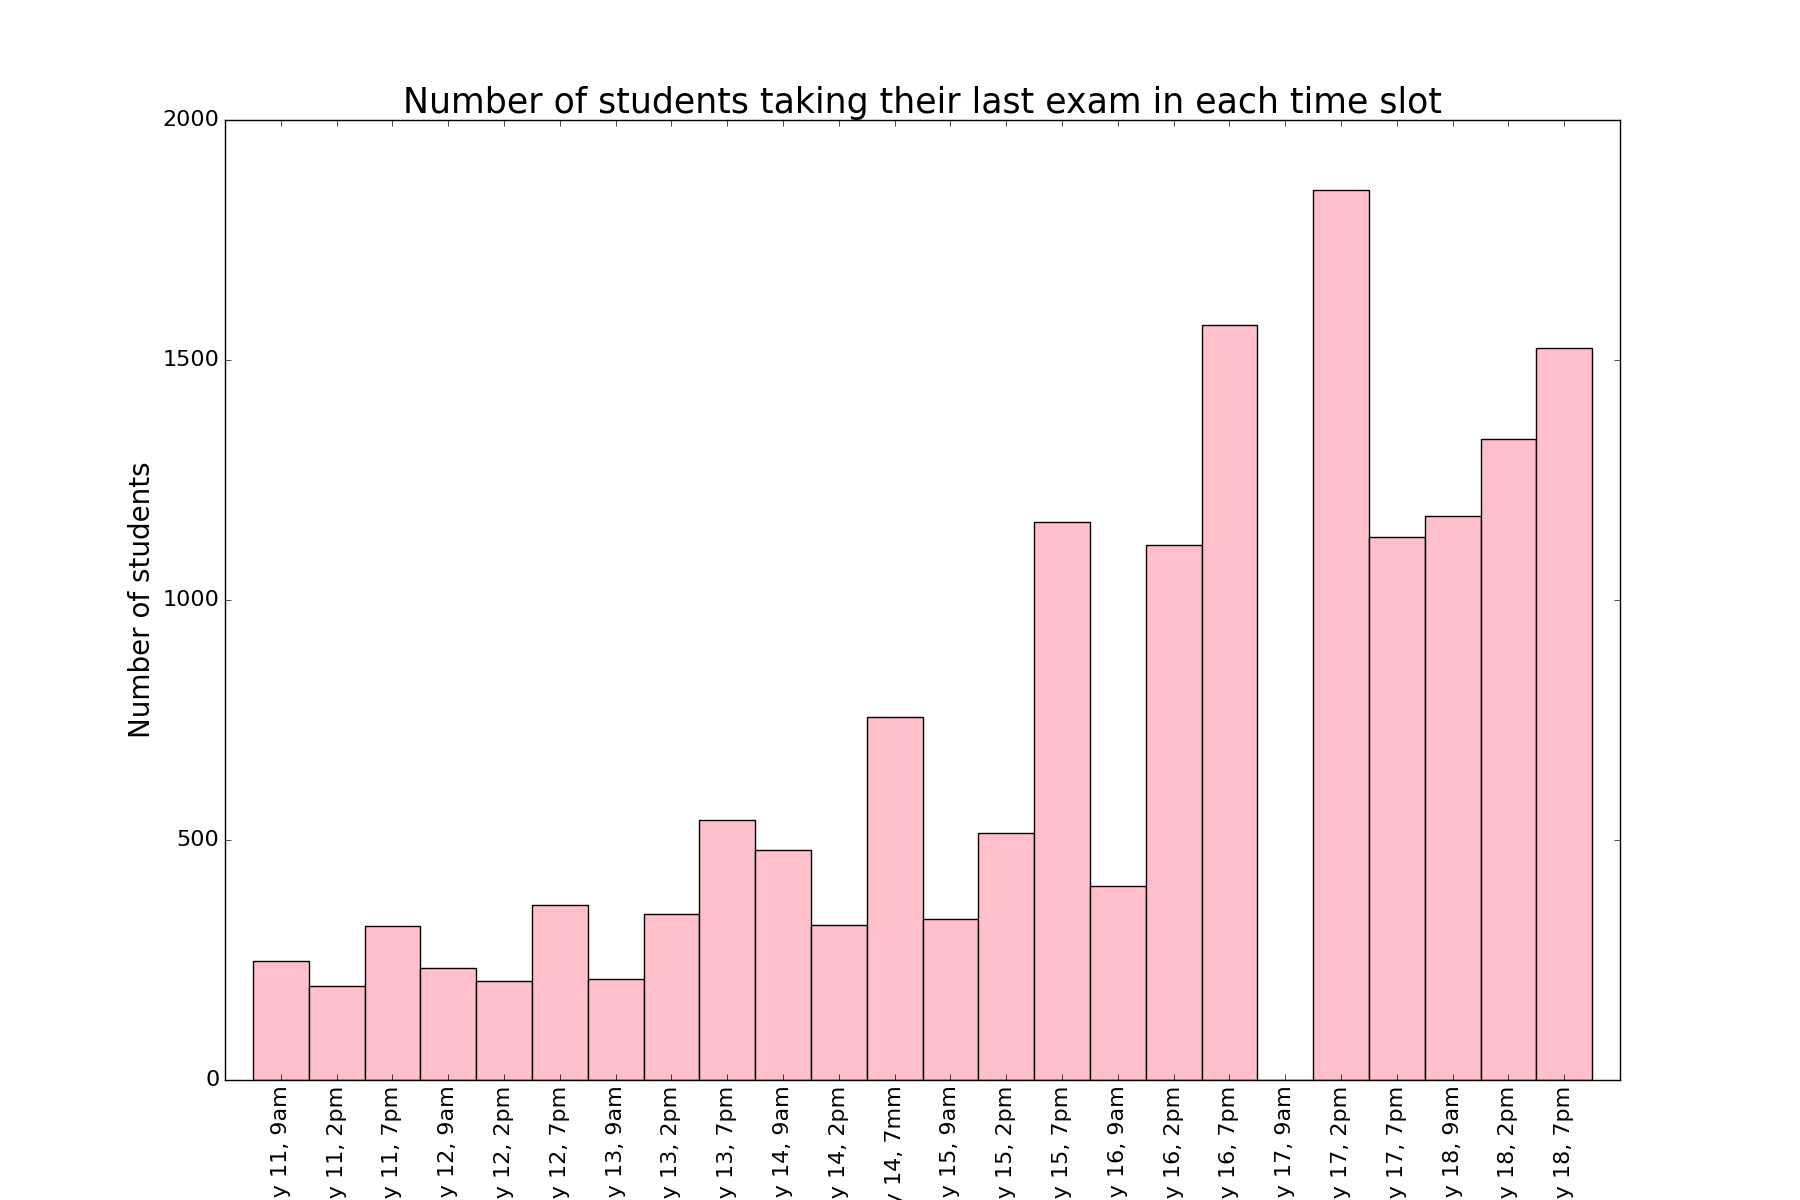 Number of students taking their last exam in each time slot
Number of students
2000
1500
1000
500
0
y 11, 9am
y 11, 2pm
y 11, 7pm
y 12, 9am
y 12, 2pm
y 12, 7pm
y 13, 9am
y 13, 2pm
y 13, 7pm
y 14, 9am
y 14, 2pm
y 14, 7mm
y 15, 9am
y 15, 2pm
y 15, 7pm
y 16, 9am
y 16, 2pm
y 16, 7pm
y 17, 9am
y 17, 2pm
y 17, 7pm
y 18, 9am
y 18, 2pm
y 18, 7pm